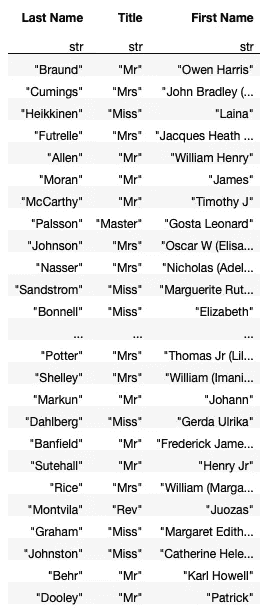 Last Name Title First Name
str str str
"Braund" "Mr" "Owen Harris"
"Cumings" "Mrs" "John Bradley (...
"Heikkinen" "Miss" "Laina"
"Futrelle" "Mrs" "Jacques Heath ...
"Allen" "Mr" "William Henry"
"Moran" "Mr" "James"
"McCarthy" "Mr" "Timothy J"
"Palsson" "Master" "Gosta Leonard"
"Johnson" "Mrs" "Oscar W (Elisa...
"Nasser" "Mrs" "Nicholas (Adel...
"Sandstrom" "Miss" "Marguerite Rut...
"Bonnell" "Miss" "Elizabeth"
... ... ...
"Potter" "Mrs" "Thomas Jr (Lil...
"Shelley" "Mrs" "William (Imani...
"Markun" "Mr" "Johann"
"Dahlberg" "Miss" "Gerda Ulrika"
"Banfield" "Mr" "Frederick Jame...
"Sutehall" "Mr" "Henry Jr"
"Rice" "Mrs" "William (Marga...
"Montvila" "Rev" "Juozas"
"Graham" "Miss" "Margaret Edith...
"Johnston" "Miss" "Catherine Hele...
"Behr" "Mr" "Karl Howell"
"Dooley" "Mr" "Patrick"